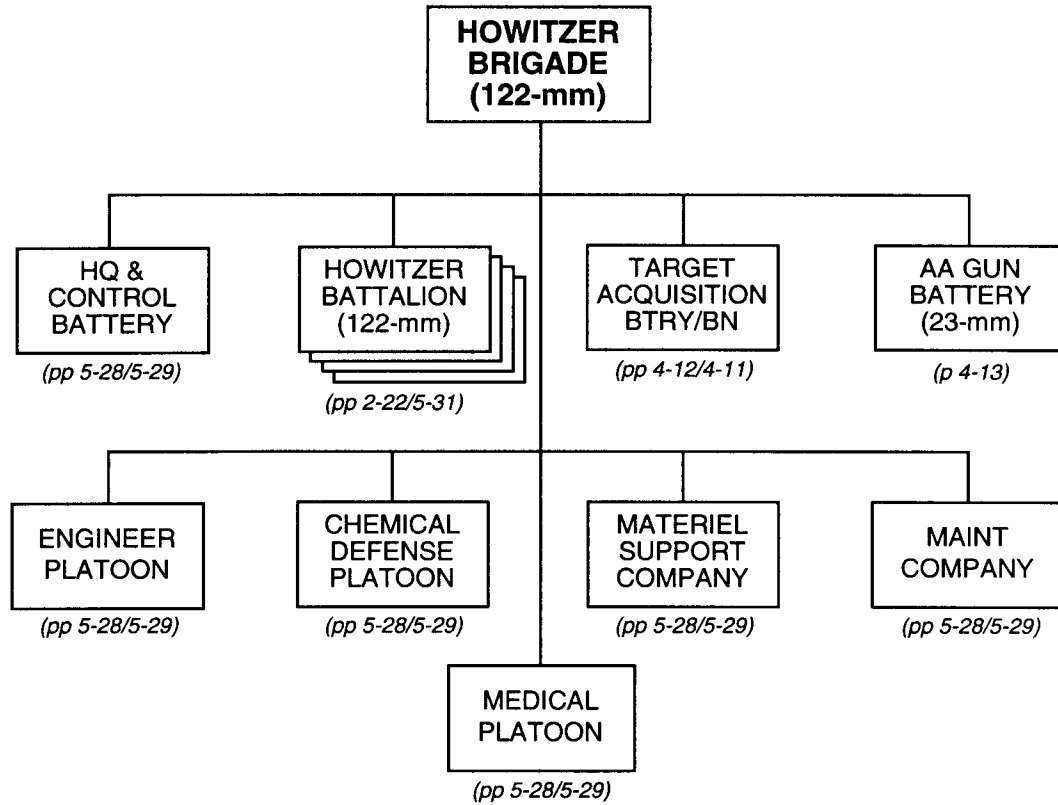 HOWITZER
BRIGADE
(122-mm)
HQ &
CONTROL
BATTERY
(pp 5-28/5-29)
HOWITZER
BATTALION
(122-mm)
(pp 2-22/5-31)
TARGET
ACQUISITION
BTRY/BN
(pp 4-12/4-11)
AA GUN
BATTERY
(23-mm)
(p 4-13)
ENGINEER
PLATOON
(pp 5-28/5-29)
CHEMICAL
DEFENSE
PLATOON
(pp 5-28/5-29)
MATERIEL
SUPPORT
COMPANY
(pp 5-28/5-29)
MAINT
COMPANY
(pp 5-28/5-29)
MEDICAL
PLATOON
(pp 5-28/5-29)